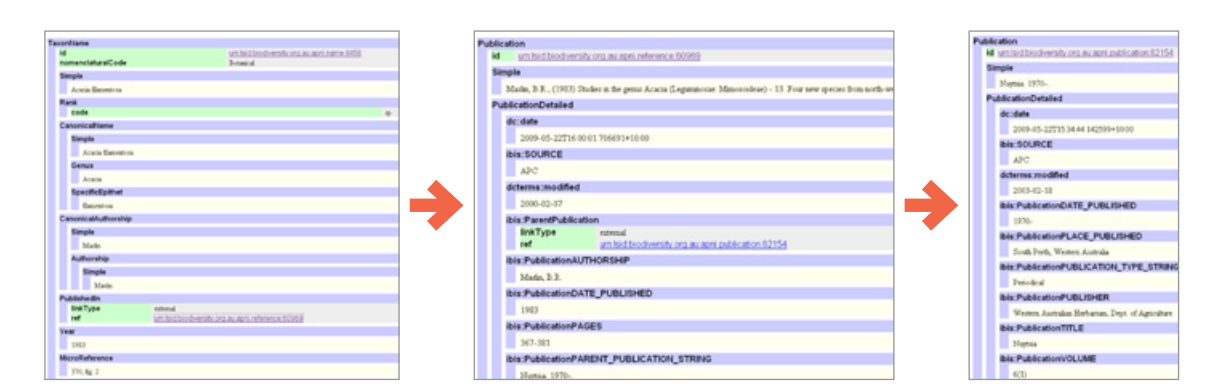 TaxonName
id urn:lsid:biodiversity.org.au:apni.name:9456
nomenclaturalCode Botanical
Simple
Acacia
Rank
code sp
CanonicalName
Simple
Acacia
Genus
Acacia
SpecificEpithet
CanonicalAuthorship
Simple
Maslin
Authorship
Simple
Maslin
PublishedIn
linkType external
ref urn:lsid:biodiversity.org.au:apni.reference:60969
Year
1983
MicroReference
370, fig. 2
Publication
id urn:lsid:biodiversity.org.au:apni.reference:60969
Simple
Maslin, B.R., (1983) Studies in the genus Acacia (Leguminosae: Mimosoideae) - 13. Four new species from north-we
PublicationDetailed
dc:date
2009-05-22T16:00:01.706691+10:00
ibis:SOURCE
APC
dcterms:modified
2000-02-07
ibis:ParentPublication
linkType external
ref urn:lsid:biodiversity.org.au:apni.publication:82154
ibis:PublicationAUTHORSHIP
Maslin, B.R.
ibis:PublicationDATE_PUBLISHED
1983
ibis:PublicationPAGES
367-381
ibis:PublicationPARENT_PUBLICATION_STRING
Nuytsia. 1970-.
Publication
id urn:lsid:biodiversity.org.au:apni.publication:82154
Simple
Nuytsia. 1970-.
PublicationDetailed
dc:date
2009-05-22T15:34:44.142599+10:00
ibis:SOURCE
APC
dcterms:modified
2003-02-18
ibis:PublicationDATE_PUBLISHED
1970-
ibis:PublicationPLACE_PUBLISHED
South Perth, Western Australia
ibis:PublicationPUBLICATION_TYPE_STRING
Periodical
ibis:PublicationPUBLISHER
Western Australian Herbarium, Dept. of Agriculture
ibis:PublicationTITLE
Nuytsia
ibis:PublicationVOLUME
6(3)